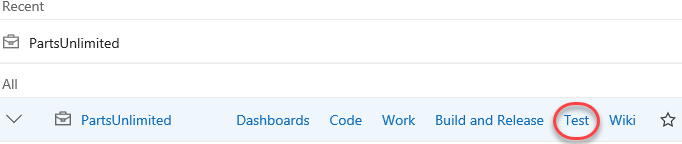 Recent
PartsUnlimited
All
PartsUnlimited Dashboards Code Work Build and Release Test Wiki